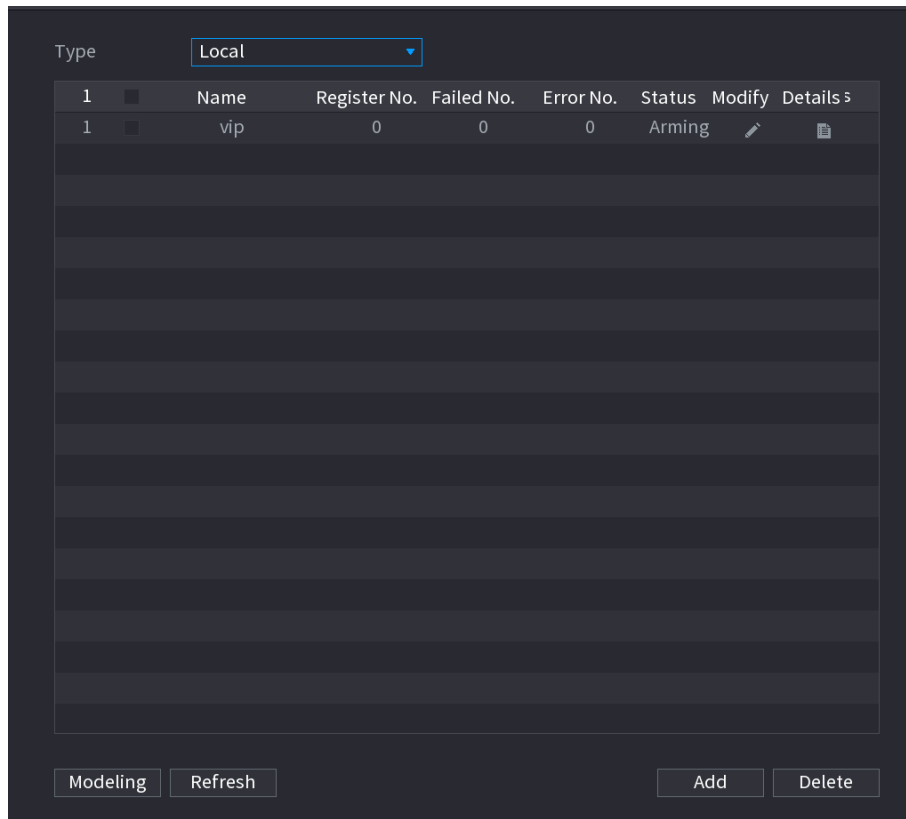 Type Local
1 Name Register No. Failed No. Error No. Status Modify Details s
1 vip 0 0 0 Arming
Modeling Refresh Add Delete